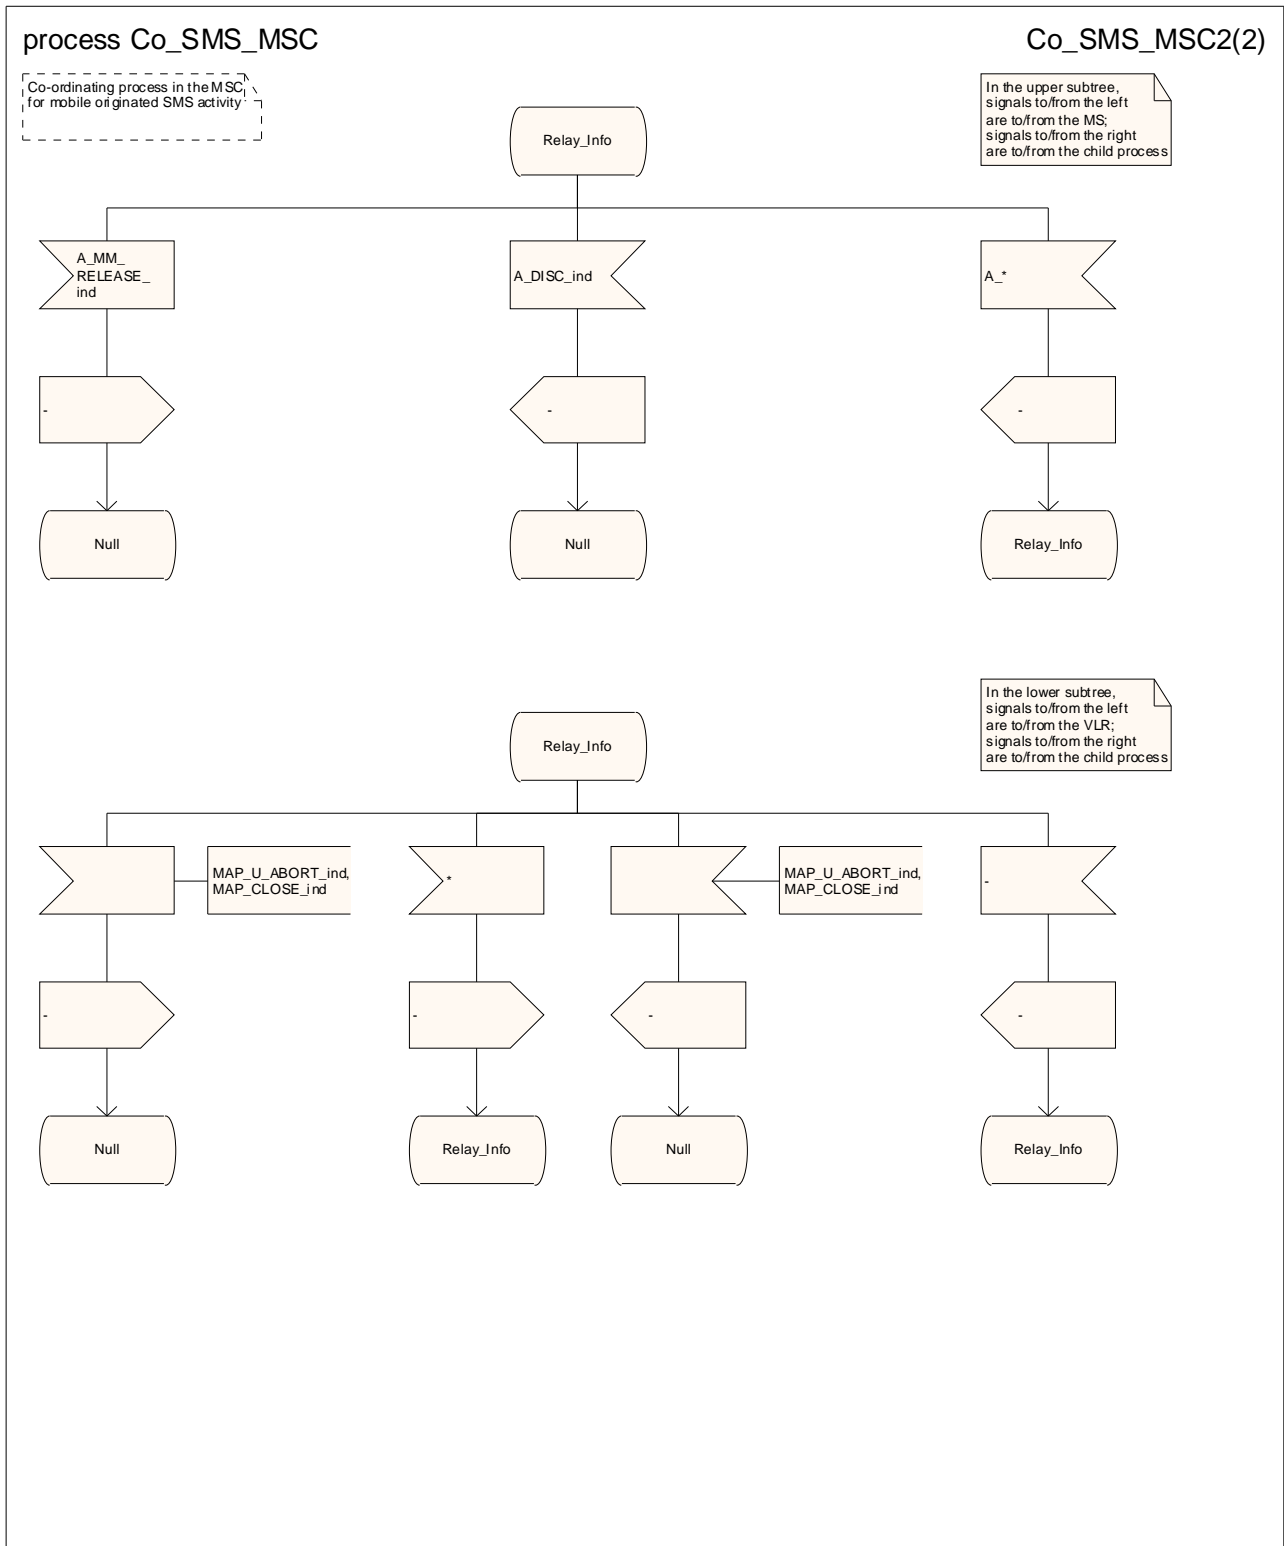 process Co_SMS_MSC
Co_SMS_MSC2(2)
Co-ordinating process in the MSC
for mobile originated SMS activity
In the upper subtree,
signals to/from the left
are to/from the MS;
signals to/from the right
are to/from the child process
Relay_Info
A_MM_
RELEASE_
ind
A_DISC_ind
A_*
-
-
-
Null
Null
Relay_Info
In the lower subtree,
signals to/from the left
are to/from the VLR;
signals to/from the right
are to/from the child process
Relay_Info
MAP_U_ABORT_ind,
MAP_CLOSE_ind
*
MAP_U_ABORT_ind,
MAP_CLOSE_ind
-
-
-
-
-
Null
Relay_Info
Null
Relay_Info